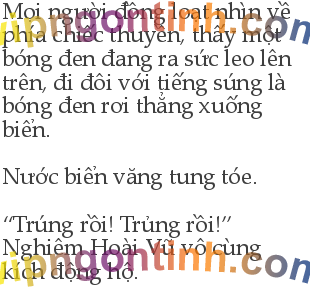 Mọi người đồng loạt nhìn về
phía chiếc thuyền, thấy một
bóng đen đang ra sức leo lên
trên, đi đôi với tiếng súng là
bóng đen rơi thẳng xuống
biển.
Nước biển văng tung tóe.
“Trúng rồi! Trủng rồi!”
Nghiêm Hoài Vũ vô cùng
kích động hô.